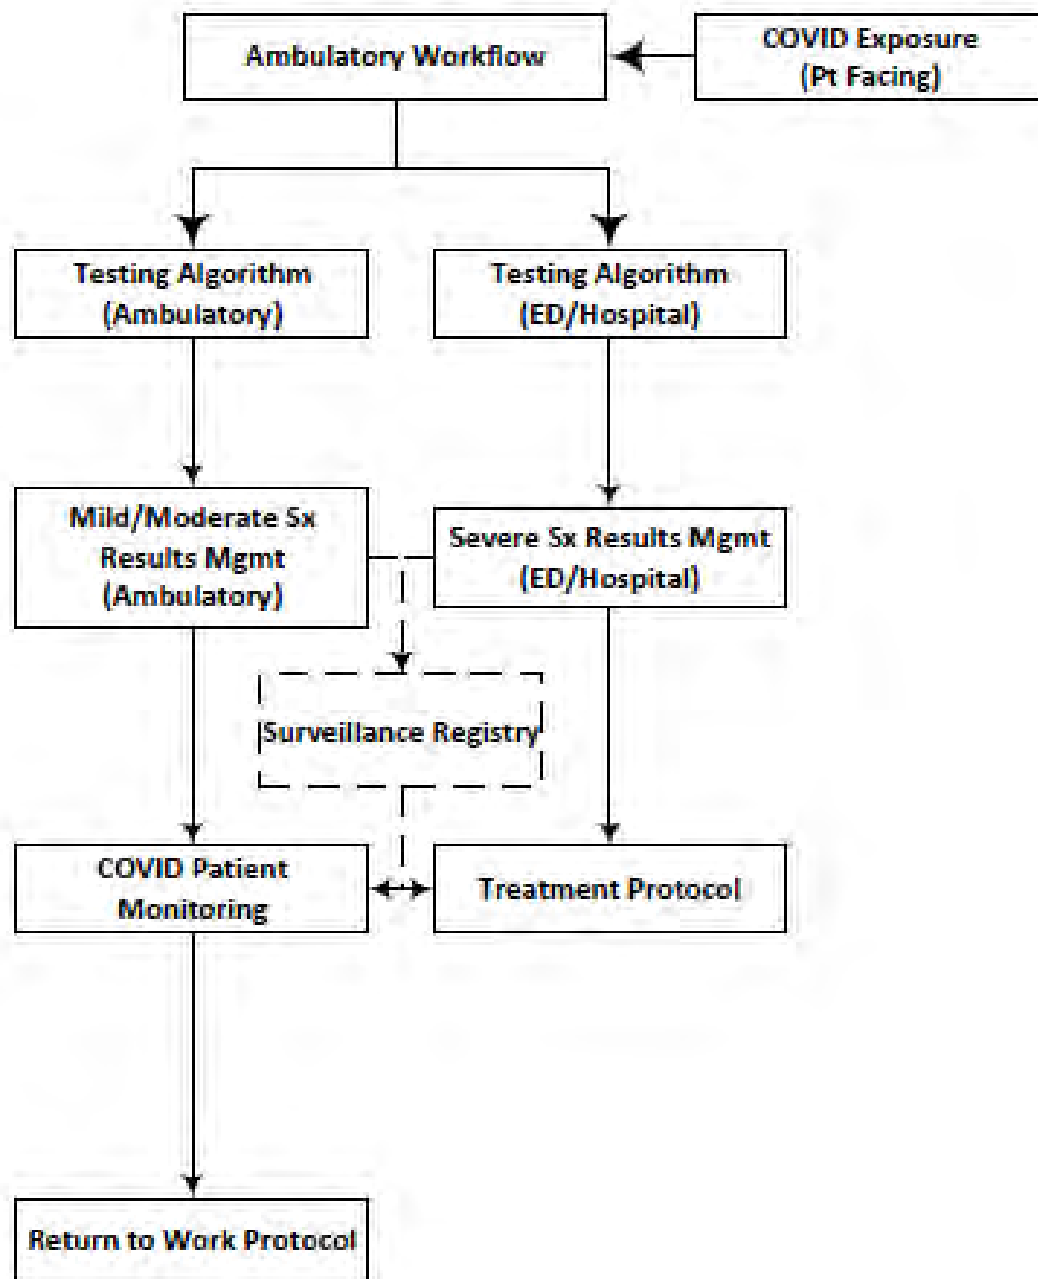 Ambulatory Workflow
COVID Exposure
(Pt Facing)
Testing Algorithm
(Ambulatory)
Testing Algorithm
(ED/Hospital)
Mild/Moderate Sx
Results Mgmt
(Ambulatory)
Severe Sx Results Mgmt
(ED/Hospital)
Surveillance Registry
COVID Patient
Monitoring
Treatment Protocol
Return to Work Protocol